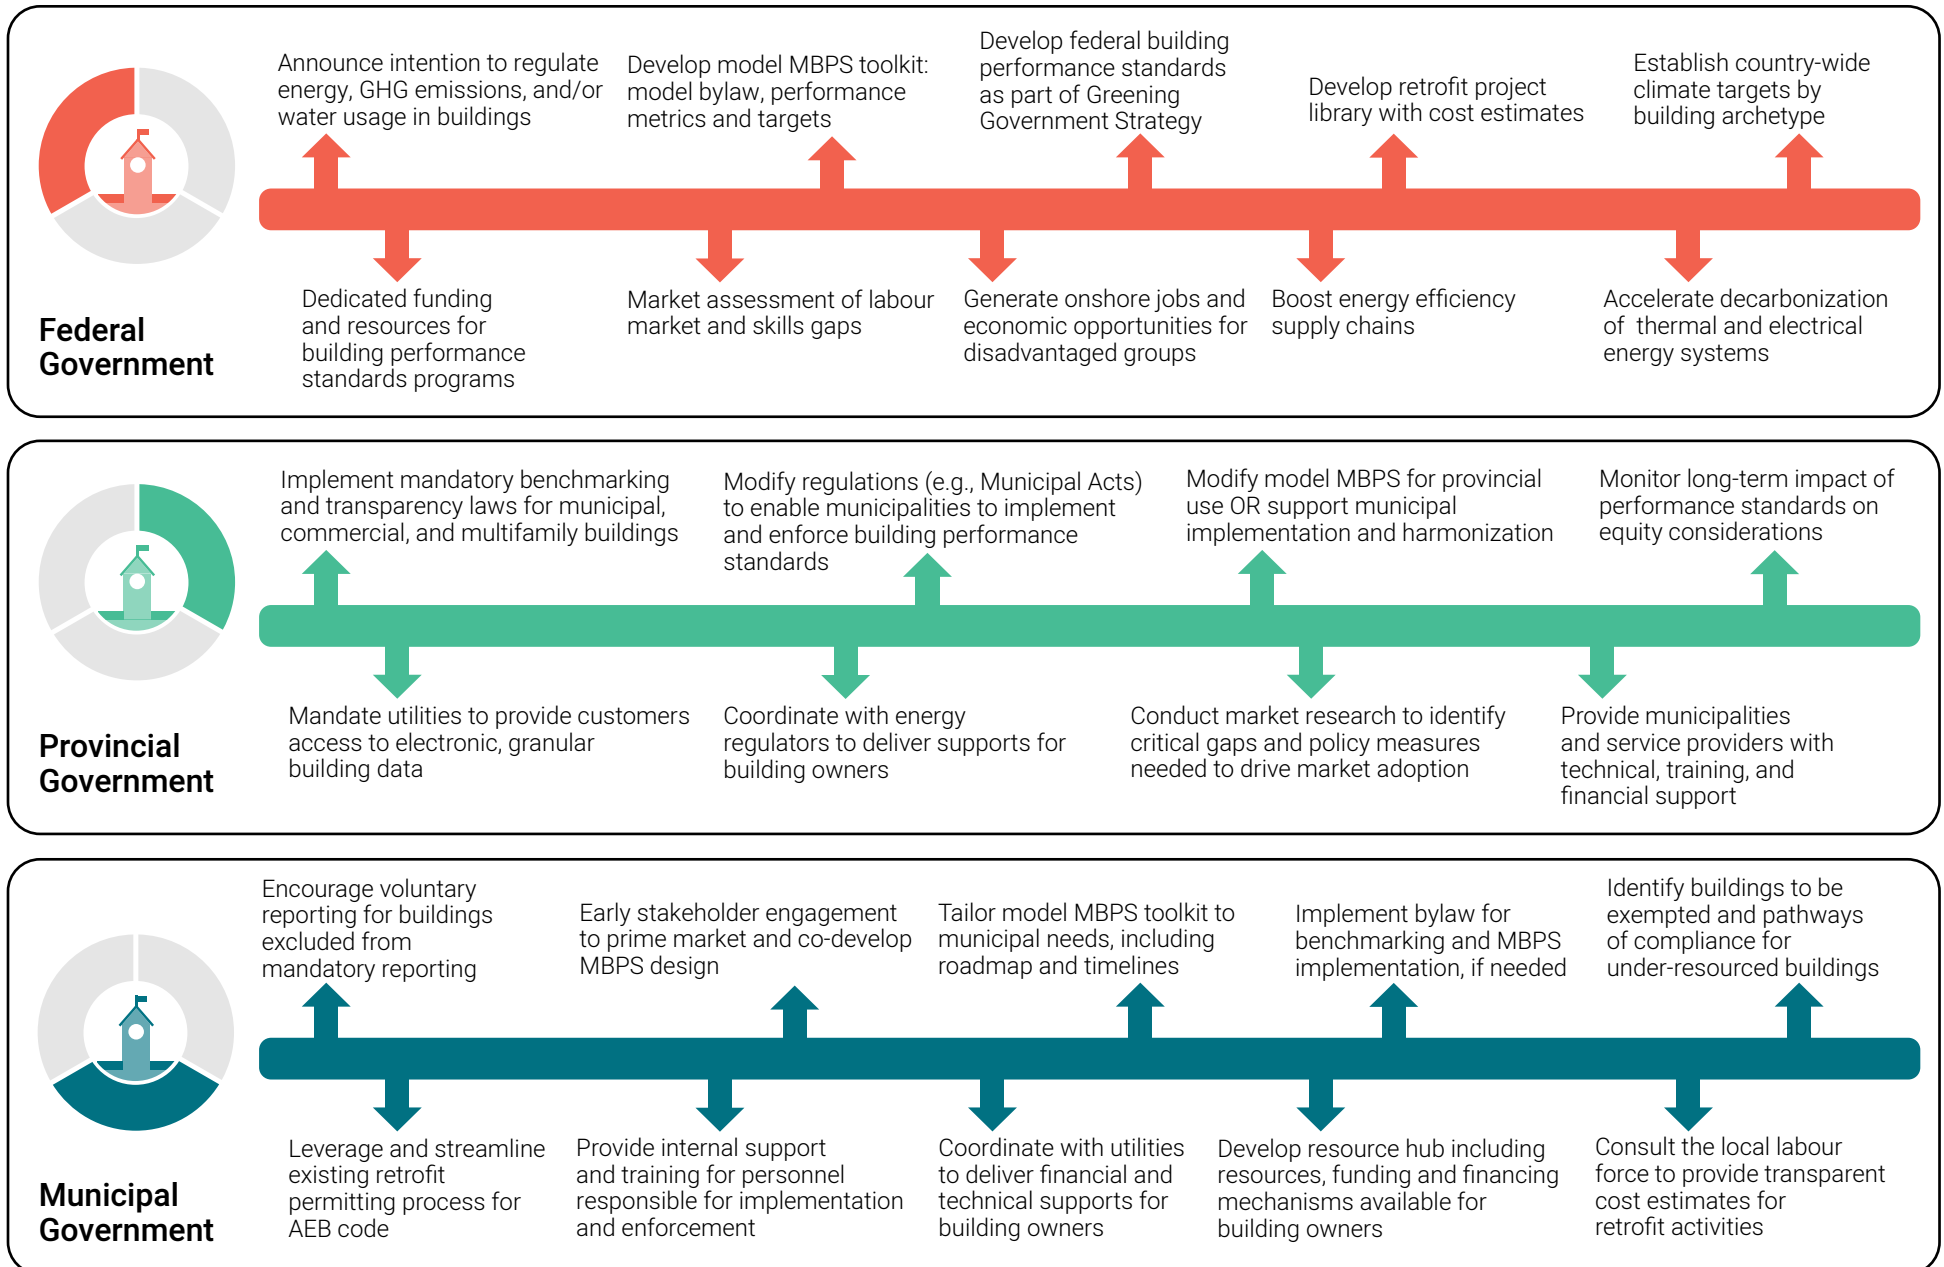 Announce intention to regulate
energy, GHG emissions, and/or
water usage in buildings
Develop model MBPS toolkit:
model bylaw, performance
metrics and targets
Develop federal building
performance standards
as part of Greening
Government Strategy
Develop retrofit project
library with cost estimates
Establish country-wide
climate targets by
building archetype
Federal
Government
Dedicated funding
and resources for
building performance
standards programs
Market assessment of labour
market and skills gaps
Generate onshore jobs and
economic opportunities for
disadvantaged groups
Boost energy efficiency
supply chains
Accelerate decarbonization
of thermal and electrical
energy systems
Implement mandatory benchmarking
and transparency laws for municipal,
commercial, and multifamily buildings
Modify regulations (e.g., Municipal Acts)
to enable municipalities to implement
and enforce building performance
standards
Modify model MBPS for provincial
use OR support municipal
implementation and harmonization
Monitor long-term impact of
performance standards on
equity considerations
Provincial
Government
Mandate utilities to provide customers
access to electronic, granular
building data
Coordinate with energy
regulators to deliver supports for
building owners
Conduct market research to identify
critical gaps and policy measures
needed to drive market adoption
Provide municipalities
and service providers with
technical, training, and
financial support
Encourage voluntary
reporting for buildings
excluded from
mandatory reporting
Early stakeholder engagement
to prime market and co-develop
MBPS design
Tailor model MBPS toolkit to
municipal needs, including
roadmap and timelines
Implement bylaw for
benchmarking and MBPS
implementation, if needed
Identify buildings to be
exempted and pathways
of compliance for
under-resourced buildings
Municipal
Government
Leverage and streamline
existing retrofit
permitting process for
AEB code
Provide internal support
and training for personnel
responsible for implementation
and enforcement
Coordinate with utilities
to deliver financial and
technical supports for
building owners
Develop resource hub including
resources, funding and financing
mechanisms available for
building owners
Consult the local labour
force to provide transparent
cost estimates for
retrofit activities